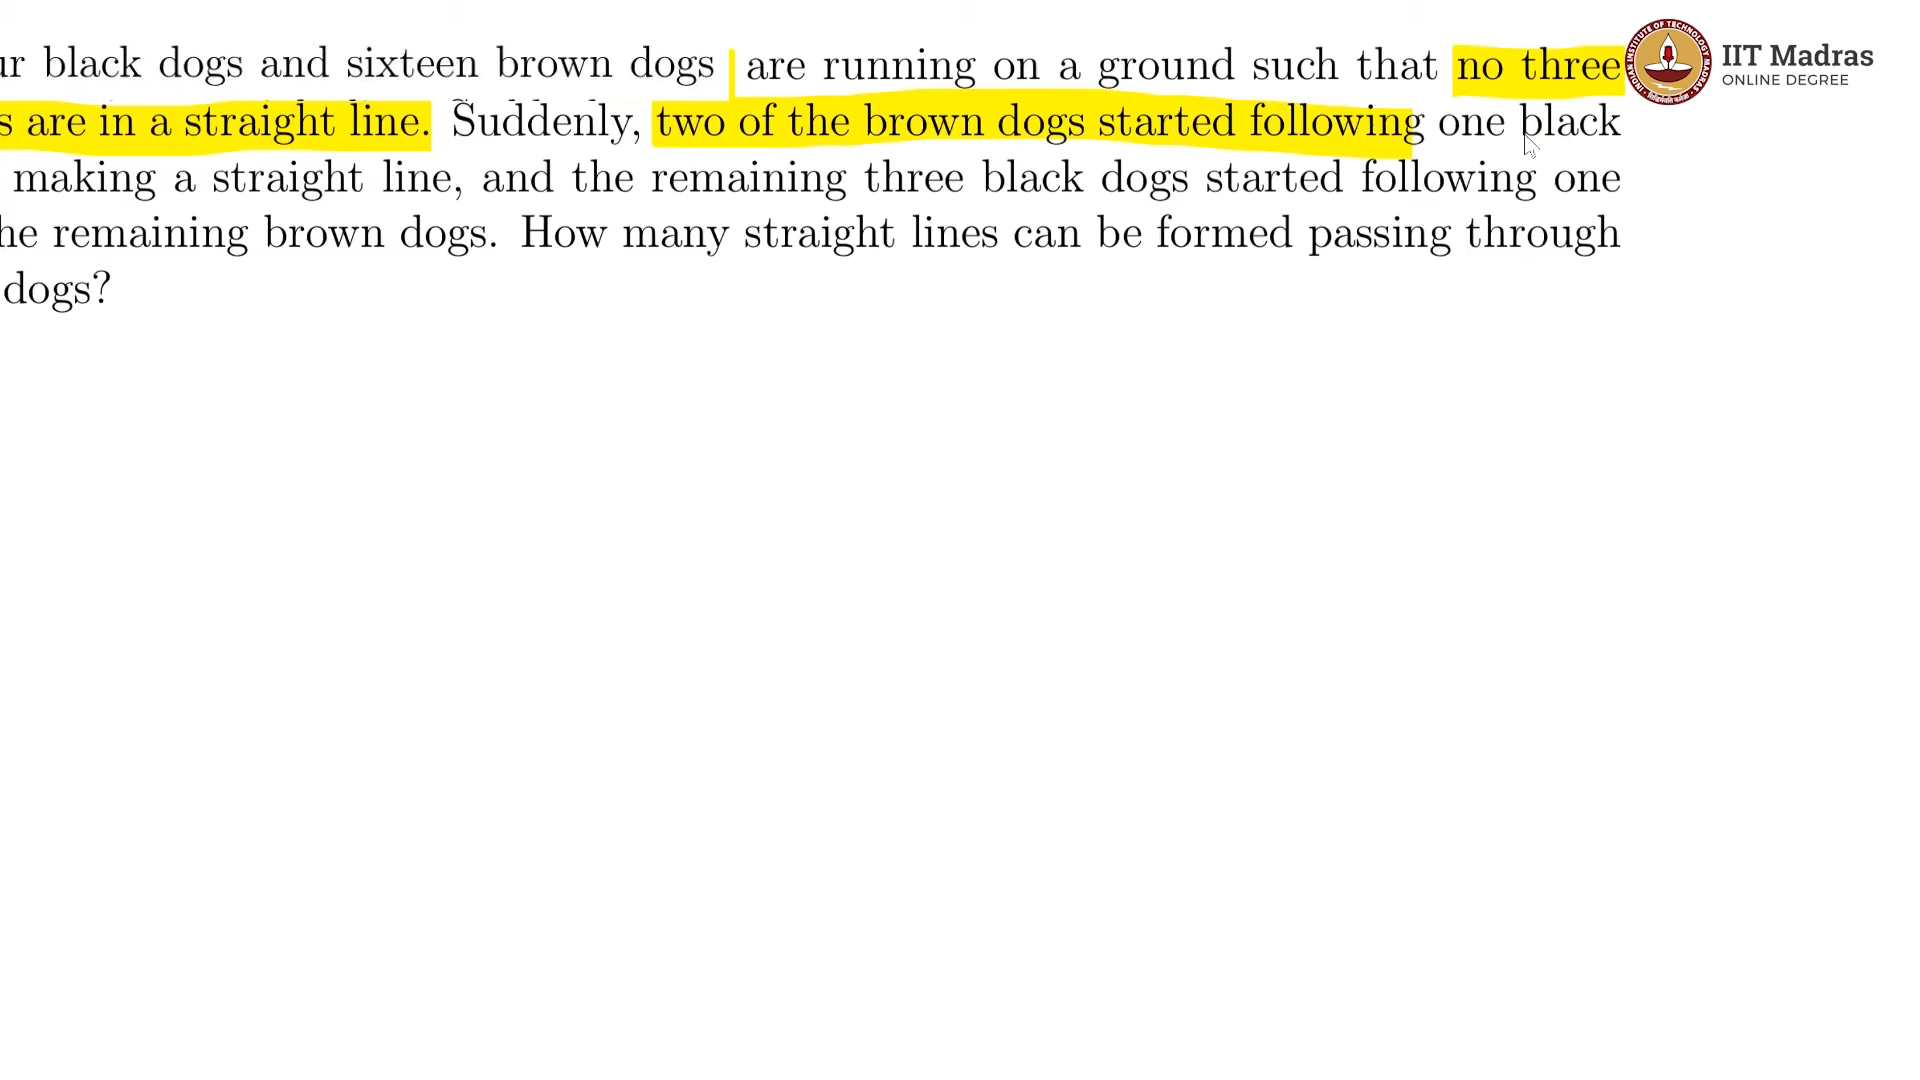 ur black dogs and sixteen brown dogs are running on a ground such that no three
s are in a straight line. Suddenly, two of the brown dogs started following one black
making a straight line, and the remaining three black dogs started following one
he remaining brown dogs. How many straight lines can be formed passing through
dogs?
IIT Madras
ONLINE DEGREE